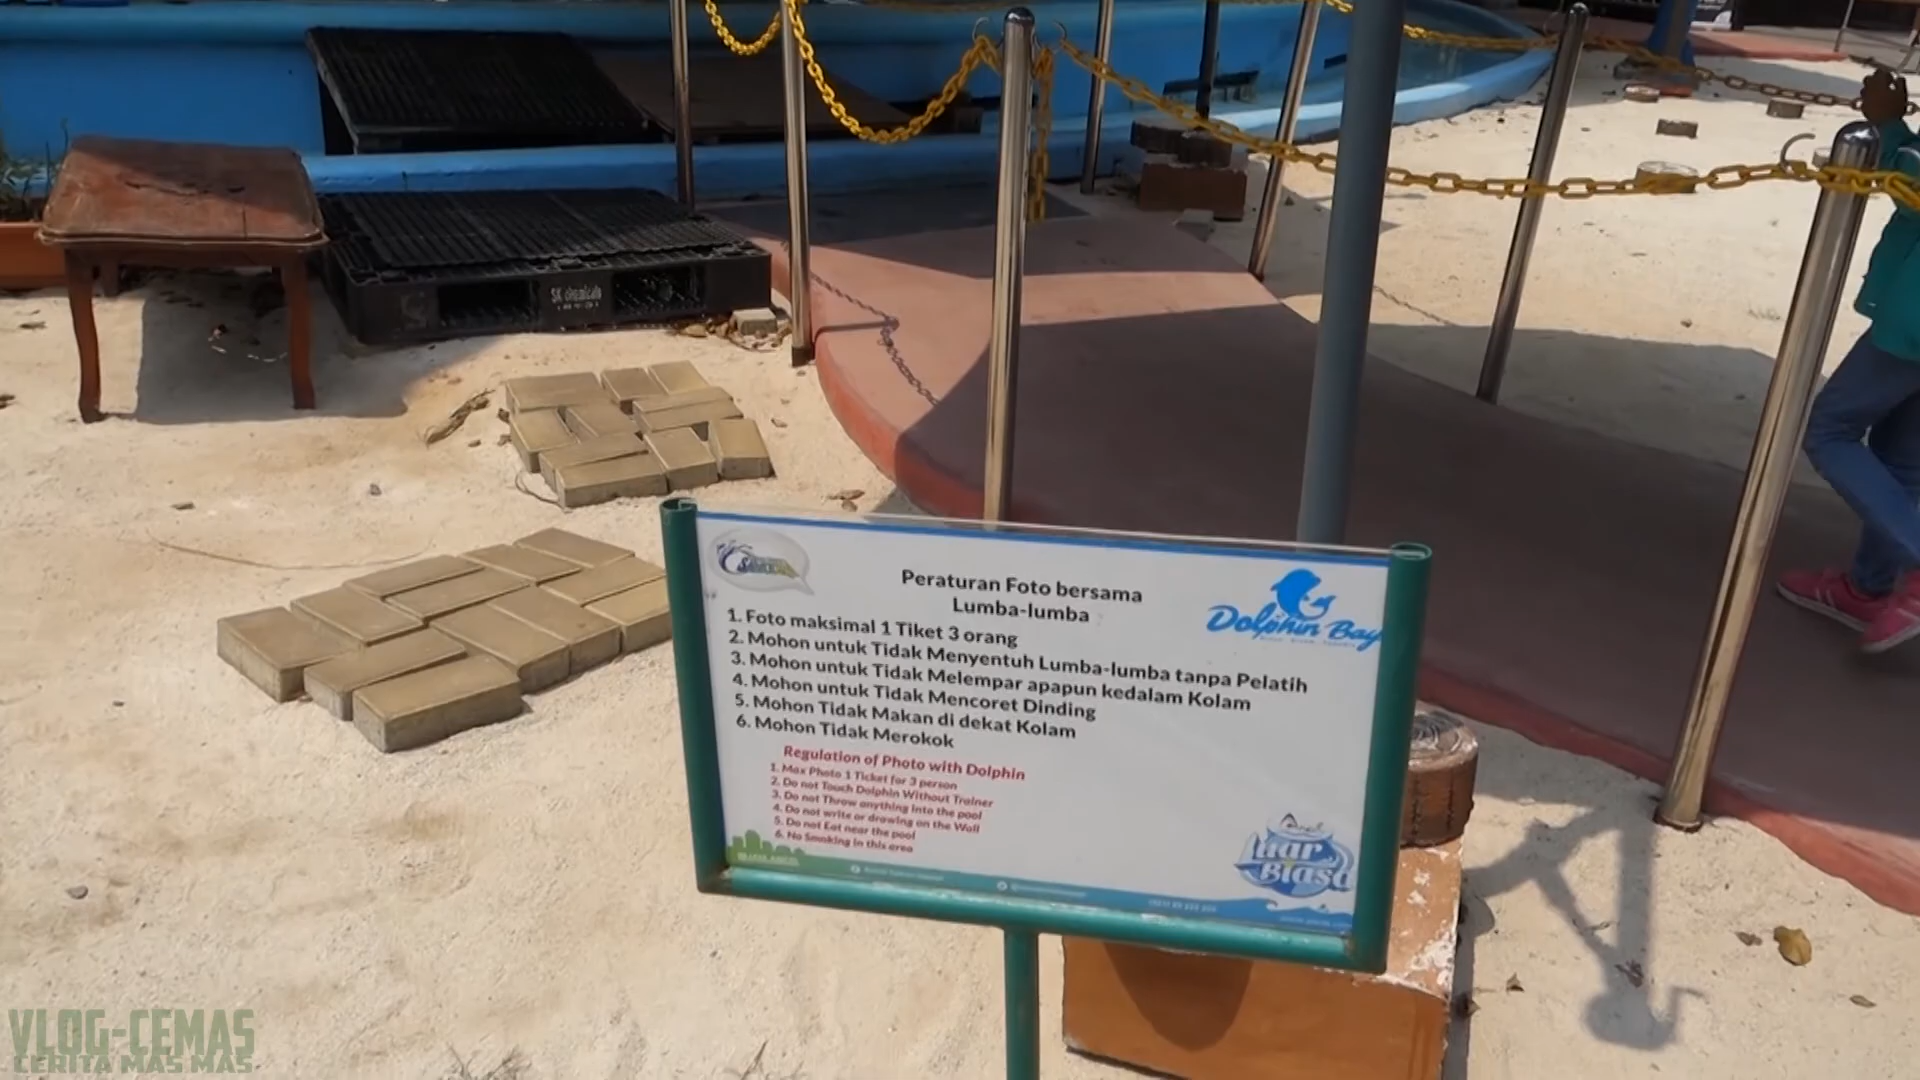 SK chemicals
Peraturan Foto bersama
Lumba-lumba
1. Foto maksimal 1 Tiket 3 orang
2. Mohon untuk Tidak Menyentuh Lumba-lumba tanpa Pelatih
3. Mohon untuk Tidak Melempar apapun kedalam Kolam
4. Mohon untuk Tidak Mencoret Dinding
5. Mohon Tidak Makan di dekat Kolam
6. Mohon Tidak Merokok
Dolphin Bay
Regulation of Photo with Dolphin
1. Max Photo 1 Ticket for 3 person
2. Do not Touch Dolphin Without Trainer
3. Do not Throw anything into the pool
4. Do not write or drawing on the Wall
5. Do not Eat near the pool
6. No Smoking in this area
Ancol
Luar
Biasa
VLOG-CEMAS
CERITA MAS MAS